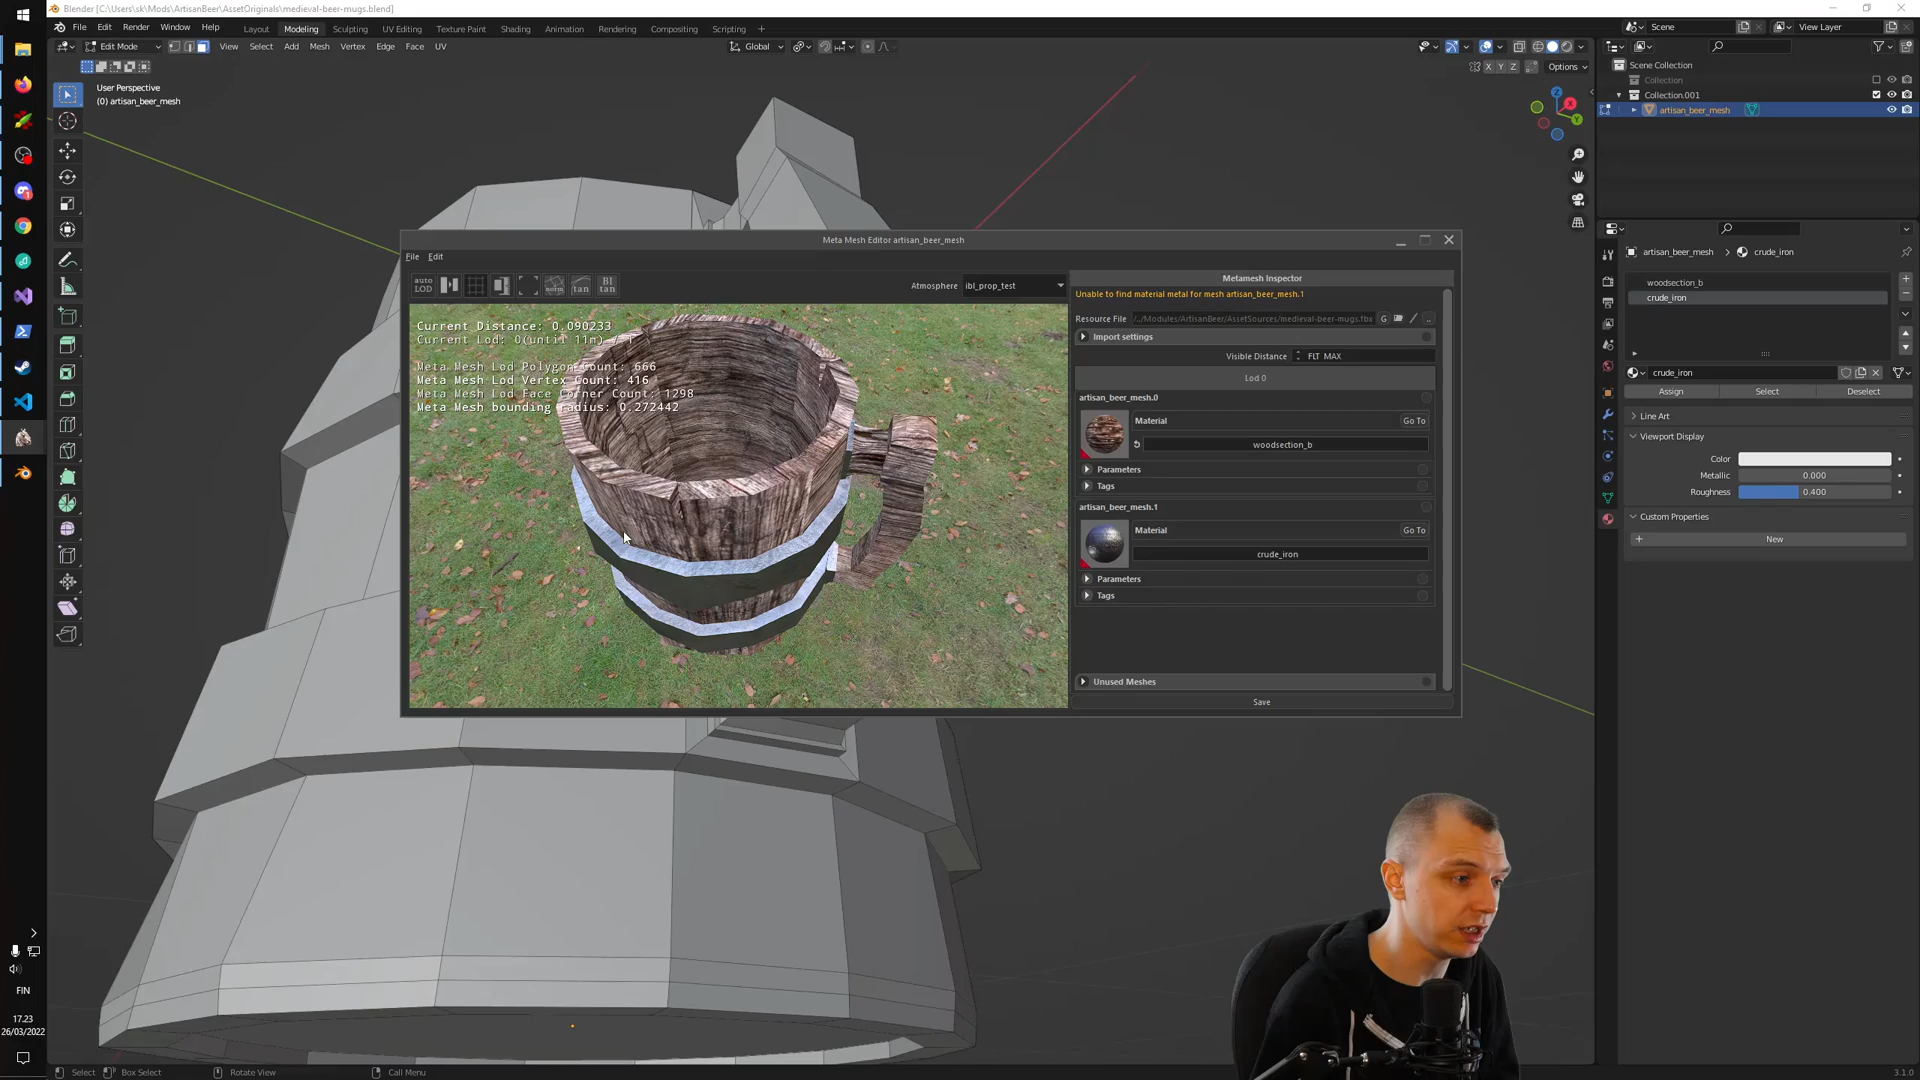 Blender [C:\Users\sk\Mods\ArtisanBeer\AssetOriginals\medieval-beer-mugs.blend]
File Edit Render Window Help
Layout Modeling Sculpting UV Editing Texture Paint Shading Animation Rendering Compositing Scripting +
Scene
View Layer
Edit Mode
View Select Add Mesh Vertex Edge Face UV
Global
X Y Z
Options
User Perspective
(0) artisan_beer_mesh
Scene Collection
Collection
Collection.001
artisan_beer_mesh
Z
X
Y
Meta Mesh Editor artisan_beer_mesh
File Edit
auto
LOD
norm
tan
BI
tan
Atmosphere ibl_prop_test
Current Distance: 0.090233
Current Lod: 0(until 11m)
Meta Mesh Lod Polygon Count: 666
Meta Mesh Lod Vertex Count: 416
Meta Mesh Lod Face Corner Count: 1298
Meta Mesh bounding radius: 0.272442
Metamesh Inspector
Unable to find material metal for mesh artisan_beer_mesh.1
Resource File /../Modules/ArtisanBeer/AssetSources/medieval-beer-mugs.fbx G ..
Import settings
Visible Distance FLT_MAX
Lod 0
artisan_beer_mesh.0
Material Go To
woodsection_b
Parameters
Tags
artisan_beer_mesh.1
Material Go To
crude_iron
Parameters
Tags
Unused Meshes
Save
artisan_beer_mesh > crude_iron
woodsection_b
crude_iron
crude_iron
Assign Select Deselect
Line Art
Viewport Display
Color
Metallic 0.000
Roughness 0.400
Custom Properties
New
FIN
17.23
26/03/2022
Select Box Select Rotate View Call Menu
3.1.0